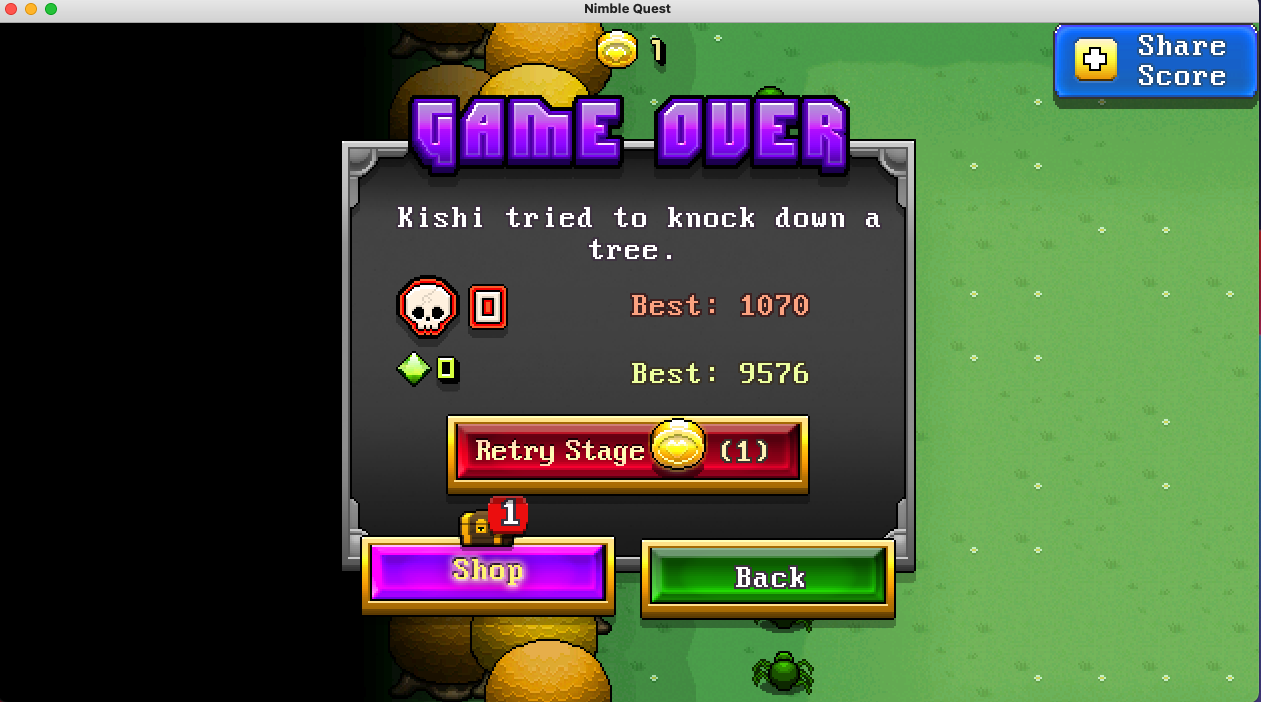 Nimble Quest
1
Share
Score
GAME OVER
Kishi tried to knock down a
tree.
0 Best: 1070
0 Best: 9576
Retry Stage (1)
1
Shop
Back